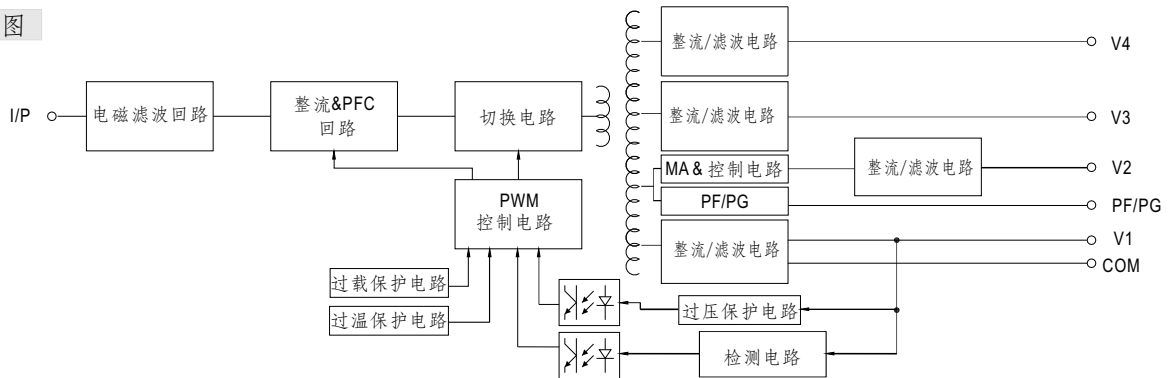 图
整流/滤波电路
V4
I/P
电磁滤波回路
整流&PFC
回路
切换电路
整流/滤波电路
V3
MA & 控制电路
整流/滤波电路
V2
PWM
控制电路
PF/PG
PF/PG
整流/滤波电路
V1
COM
过载保护电路
过温保护电路
过压保护电路
检测电路